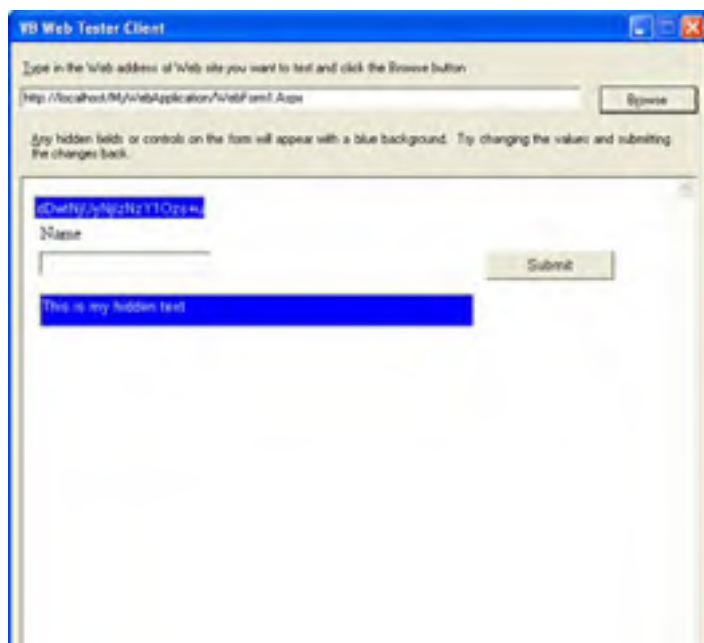 VB Web Tester Client
Type in the Web address of Web site you want to test and click the Browse button
http://localhost/MyWebApplication/WebForm1.Aspx
Browse
Any hidden fields or controls on the form will appear with a blue background. Try changing the values and submitting
the changes back.
Name
Submit
This is my hidden text